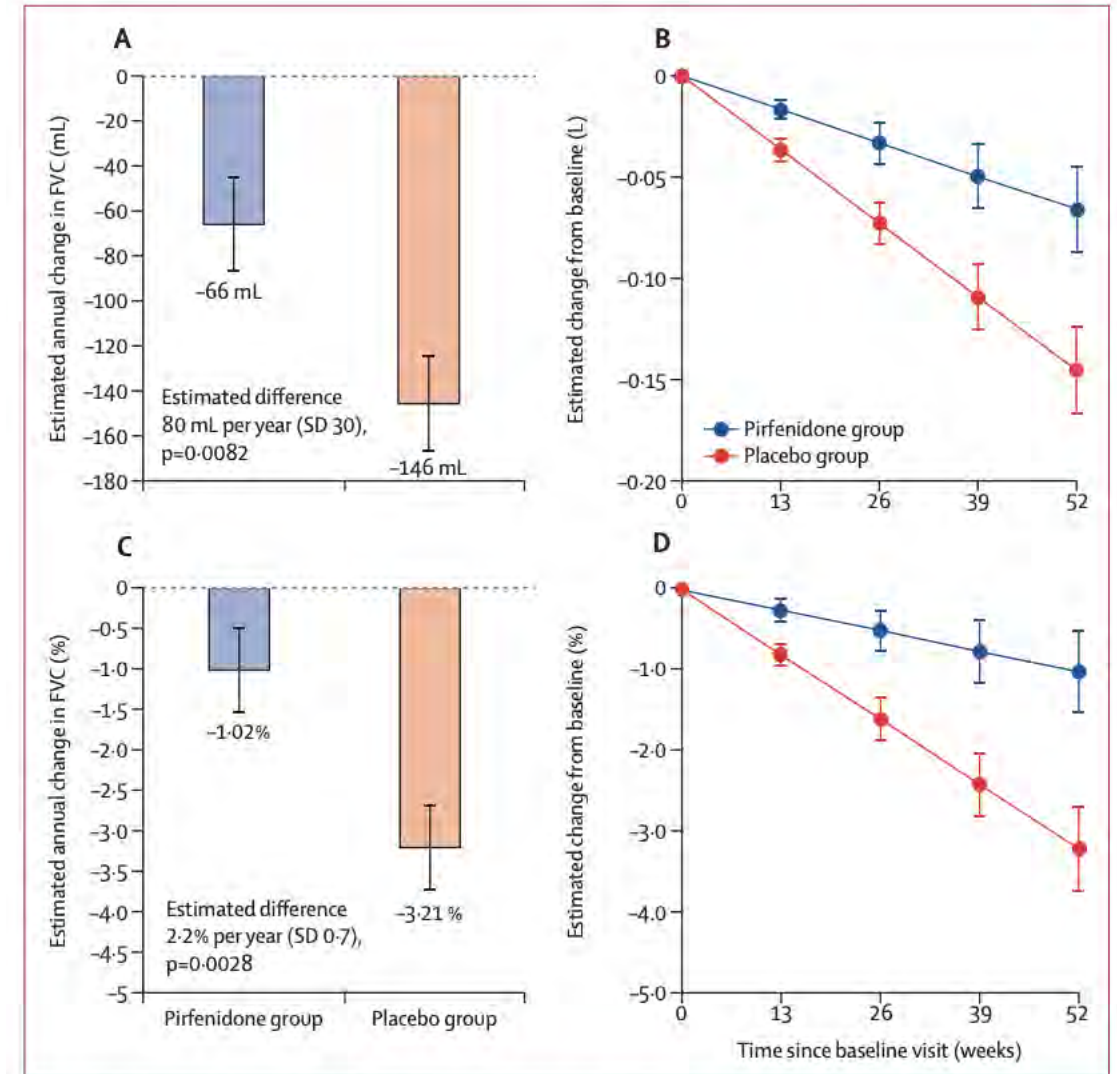 A
Estimated annual change in FVC (mL)
0
–20
–40
–60
–80
–100
–120
–140
–160
–180
–66 mL
–146 mL
Estimated difference
80 mL per year (SD 30),
p=0·0082
B
Estimated change from baseline (L)
0
–0·05
–0·10
–0·15
–0·20
Pirfenidone group
Placebo group
0 13 26 39 52
C
Estimated annual change in FVC (%)
0
–0·5
–1·0
–1·5
–2·0
–2·5
–3·0
–3·5
–4·0
–4·5
–5
–1·02%
–3·21 %
Estimated difference
2·2% per year (SD 0·7),
p=0·0028
Pirfenidone group Placebo group
D
Estimated change from baseline (%)
0
–1·0
–2·0
–3·0
–4·0
–5·0
0 13 26 39 52
Time since baseline visit (weeks)